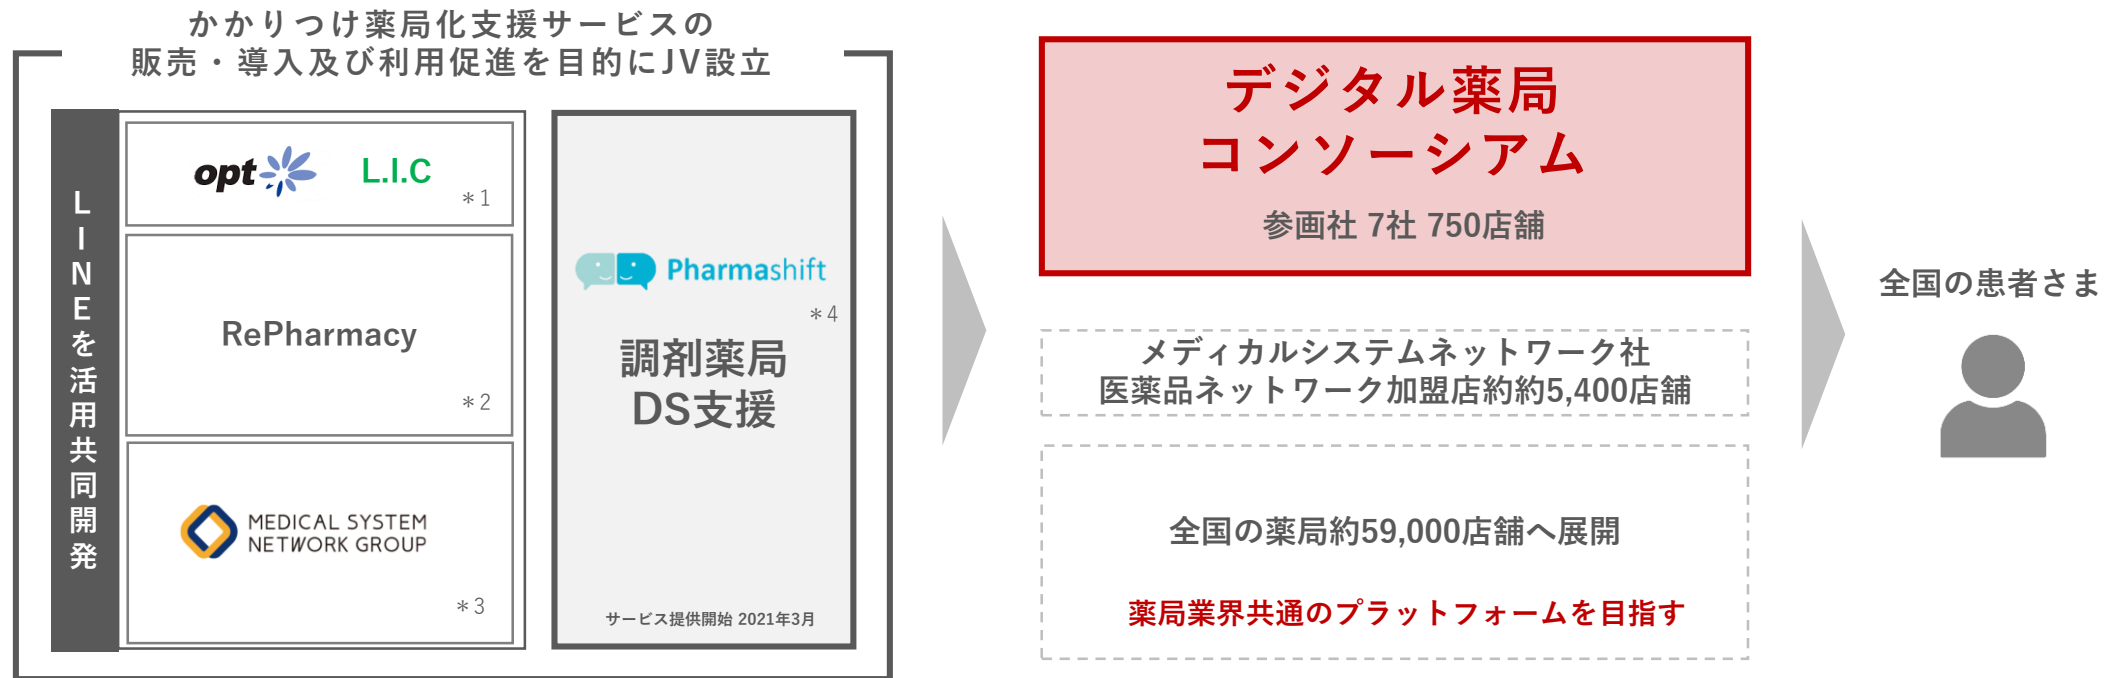 かかりつけ薬局化支援サービスの
販売・導入及び利用促進を目的にJV設立
LINEを活用共同開発
opt L.I.C
＊1
RePharmacy
＊2
MEDICAL SYSTEM
NETWORK GROUP
＊3
Pharmashift
＊4
調剤薬局
DS支援
サービス提供開始 2021年3月
デジタル薬局
コンソーシアム
参画社 7社 750店舗
メディカルシステムネットワーク社
医薬品ネットワーク加盟店約約5,400店舗
全国の薬局約59,000店舗へ展開
薬局業界共通のプラットフォームを目指す
全国の患者さま